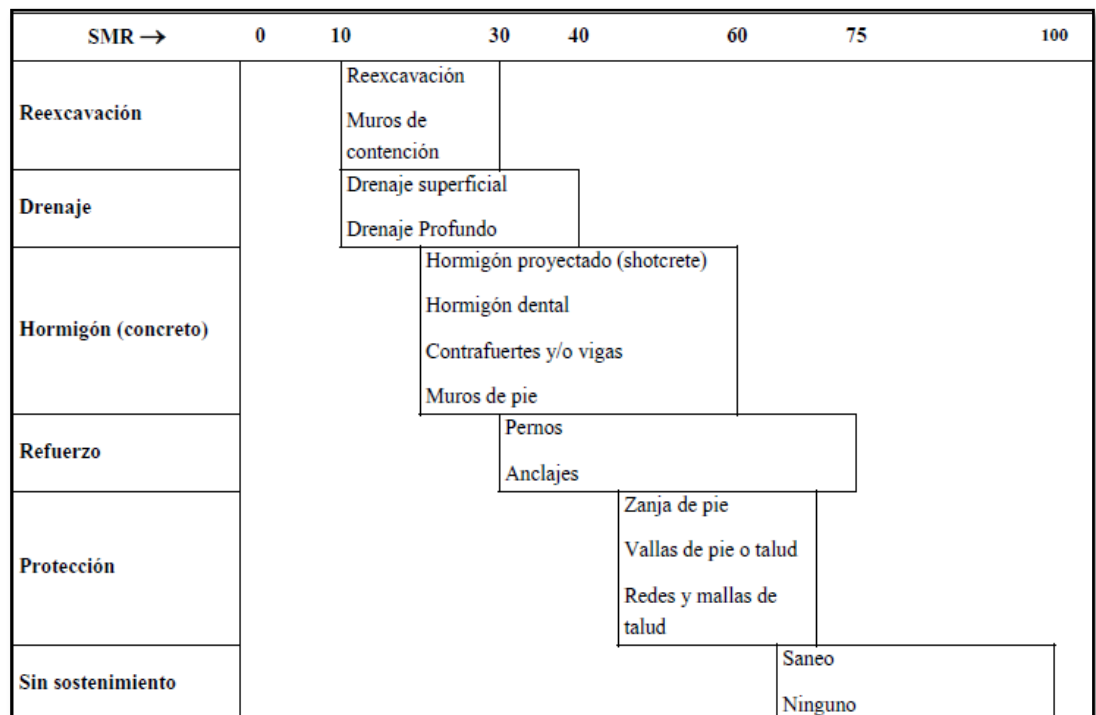 SMR → 0 10 30 40 60 75 100
Reexcavación
Reexcavación
Muros de
contención
Drenaje
Drenaje superficial
Drenaje Profundo
Hormigón (concreto)
Hormigón proyectado (shotcrete)
Hormigón dental
Contrafuertes y/o vigas
Muros de pie
Refuerzo
Pernos
Anclajes
Protección
Zanja de pie
Vallas de pie o talud
Redes y mallas de
talud
Sin sostenimiento
Saneo
Ninguno